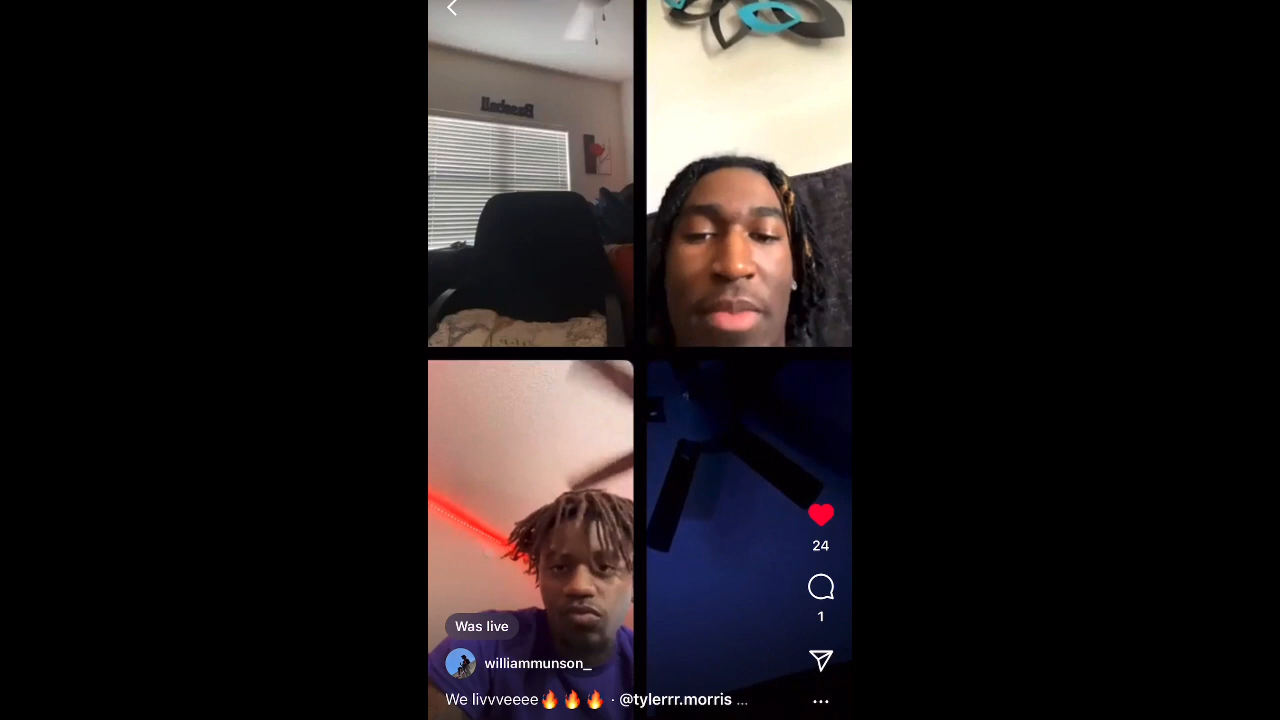 Baseball
Was live
williammunson_
We livvveeee🔥🔥🔥 · @tylerrr.morris ...
24
1